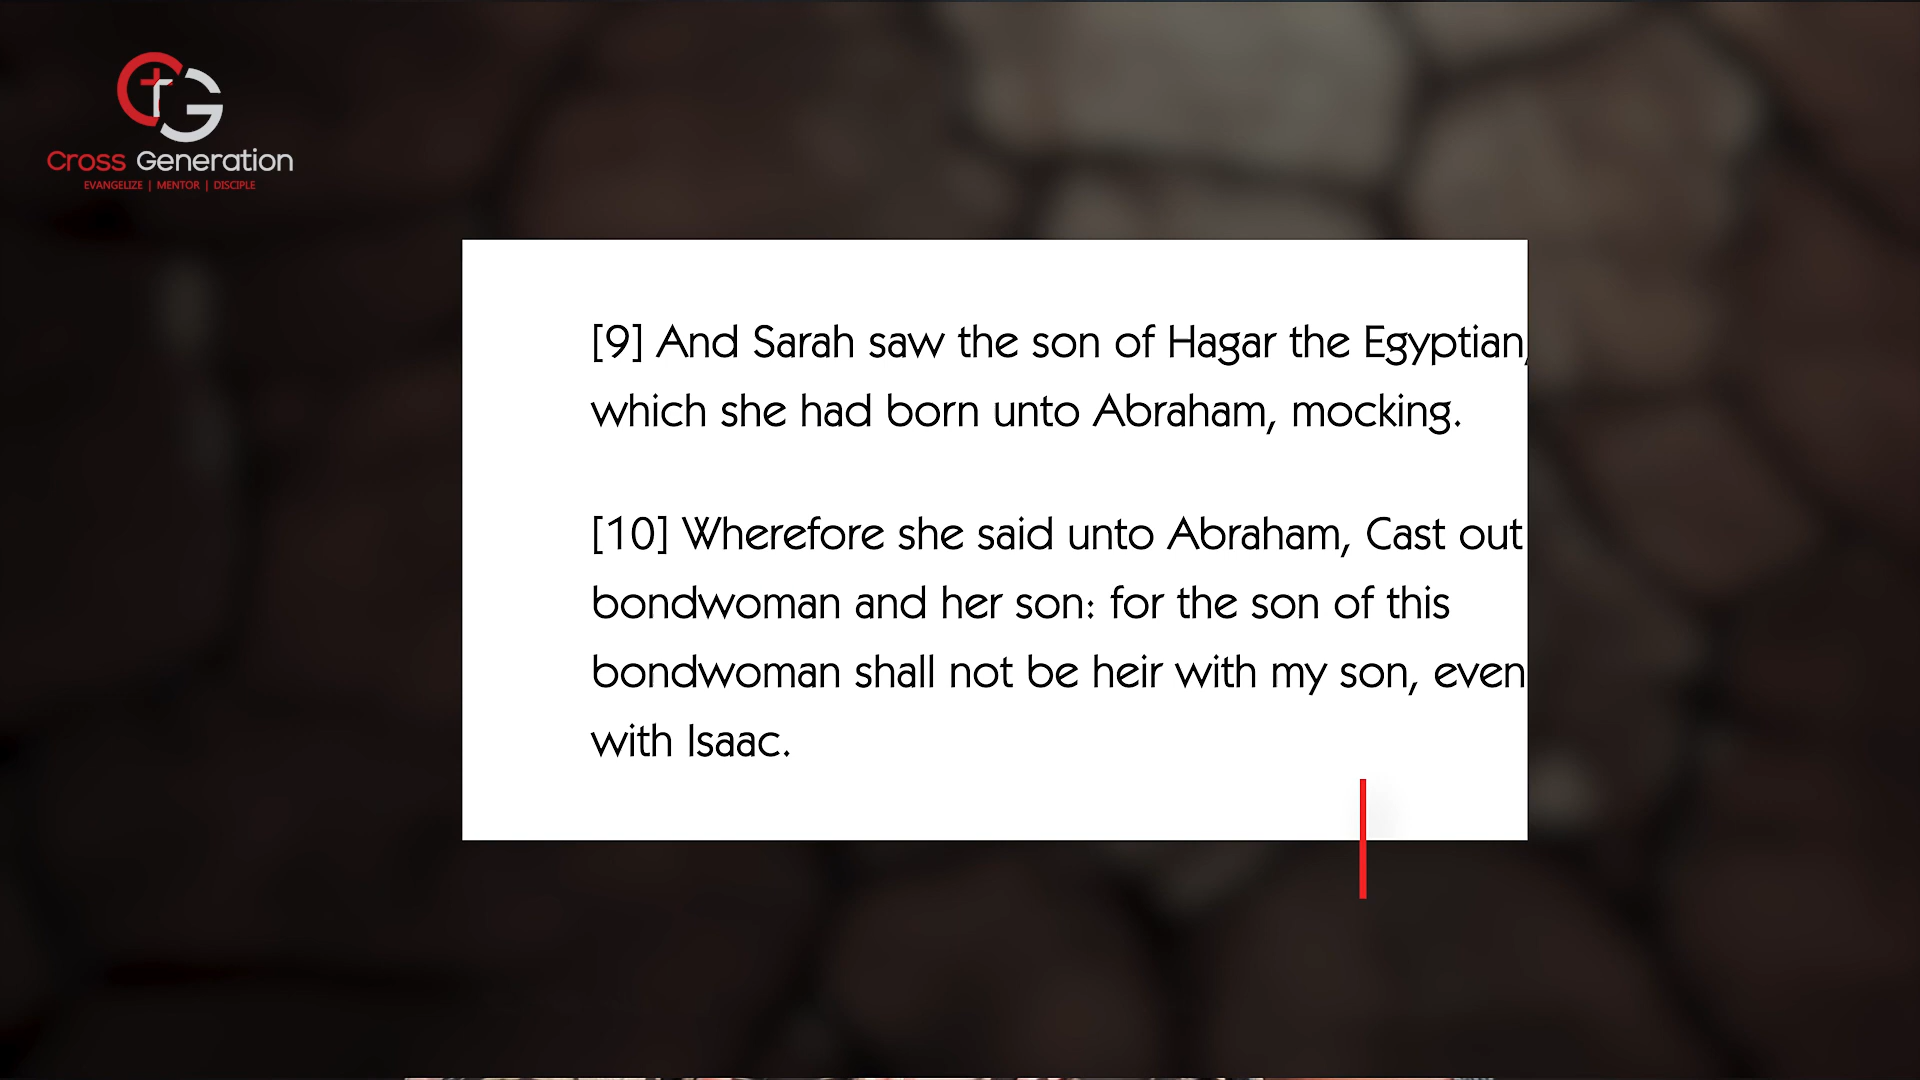 Cross Generation
EVANGELIZE | MENTOR | DISCIPLE
[9] And Sarah saw the son of Hagar the Egyptian,
which she had born unto Abraham, mocking.
[10] Wherefore she said unto Abraham, Cast out
bondwoman and her son: for the son of this
bondwoman shall not be heir with my son, even
with Isaac.